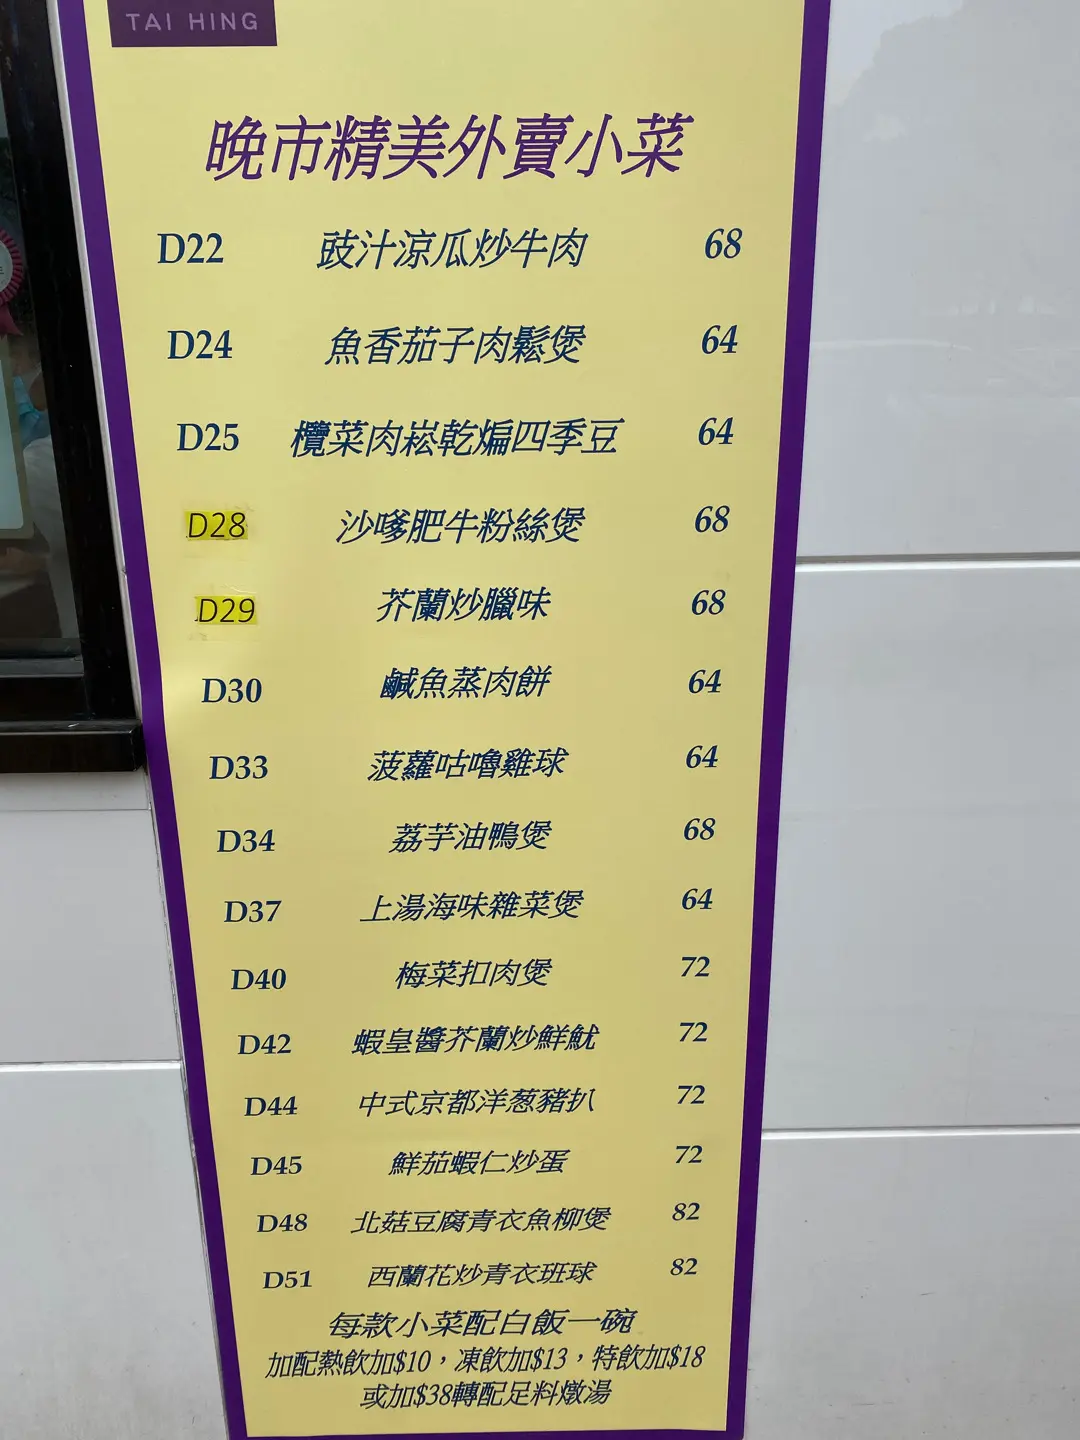 TAI HING
晚市精美外賣小菜
D22 豉汁涼瓜炒牛肉 68
D24 魚香茄子肉鬆煲 64
D25 欖菜肉崧乾煸四季豆 64
D28 沙嗲肥牛粉絲煲 68
D29 芥蘭炒臘味 68
D30 鹹魚蒸肉餅 64
D33 菠蘿咕嚕雞球 64
D34 荔芋油鴨煲 68
D37 上湯海味雜菜煲 64
D40 梅菜扣肉煲 72
D42 蝦皇醬芥蘭炒鮮魷 72
D44 中式京都洋葱豬扒 72
D45 鮮茄蝦仁炒蛋 72
D48 北菇豆腐青衣魚柳煲 82
D51 西蘭花炒青衣班球 82
每款小菜配白飯一碗
加配熱飲加$10，凍飲加$13，特飲加$18
或加$38轉配足料燉湯